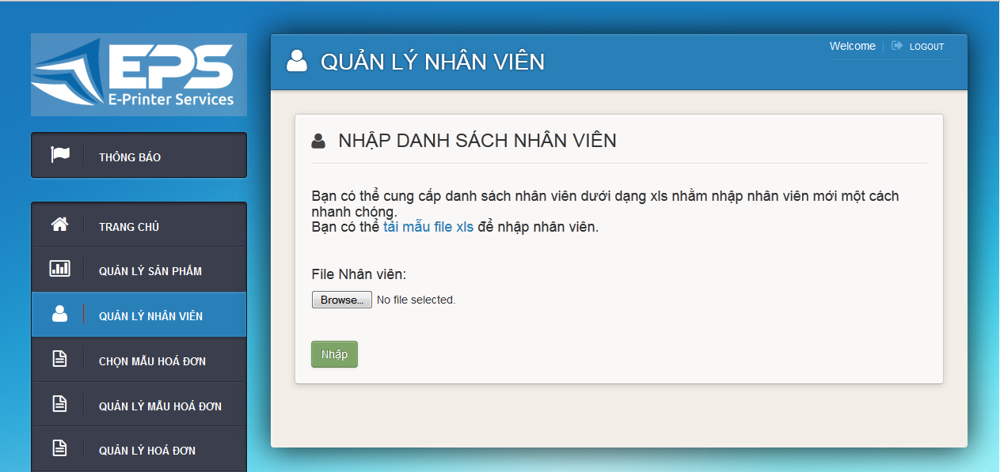 EPS
E-Printer Services
THÔNG BÁO
TRANG CHỦ
QUẢN LÝ SẢN PHẨM
QUẢN LÝ NHÂN VIÊN
CHỌN MẪU HOÁ ĐƠN
QUẢN LÝ MẪU HOÁ ĐƠN
QUẢN LÝ HOÁ ĐƠN
QUẢN LÝ NHÂN VIÊN
Welcome LOGOUT
NHẬP DANH SÁCH NHÂN VIÊN
Bạn có thể cung cấp danh sách nhân viên dưới dạng xls nhằm nhập nhân viên mới một cách
nhanh chóng.
Bạn có thể tải mẫu file xls để nhập nhân viên.
File Nhân viên:
Browse... No file selected.
Nhập